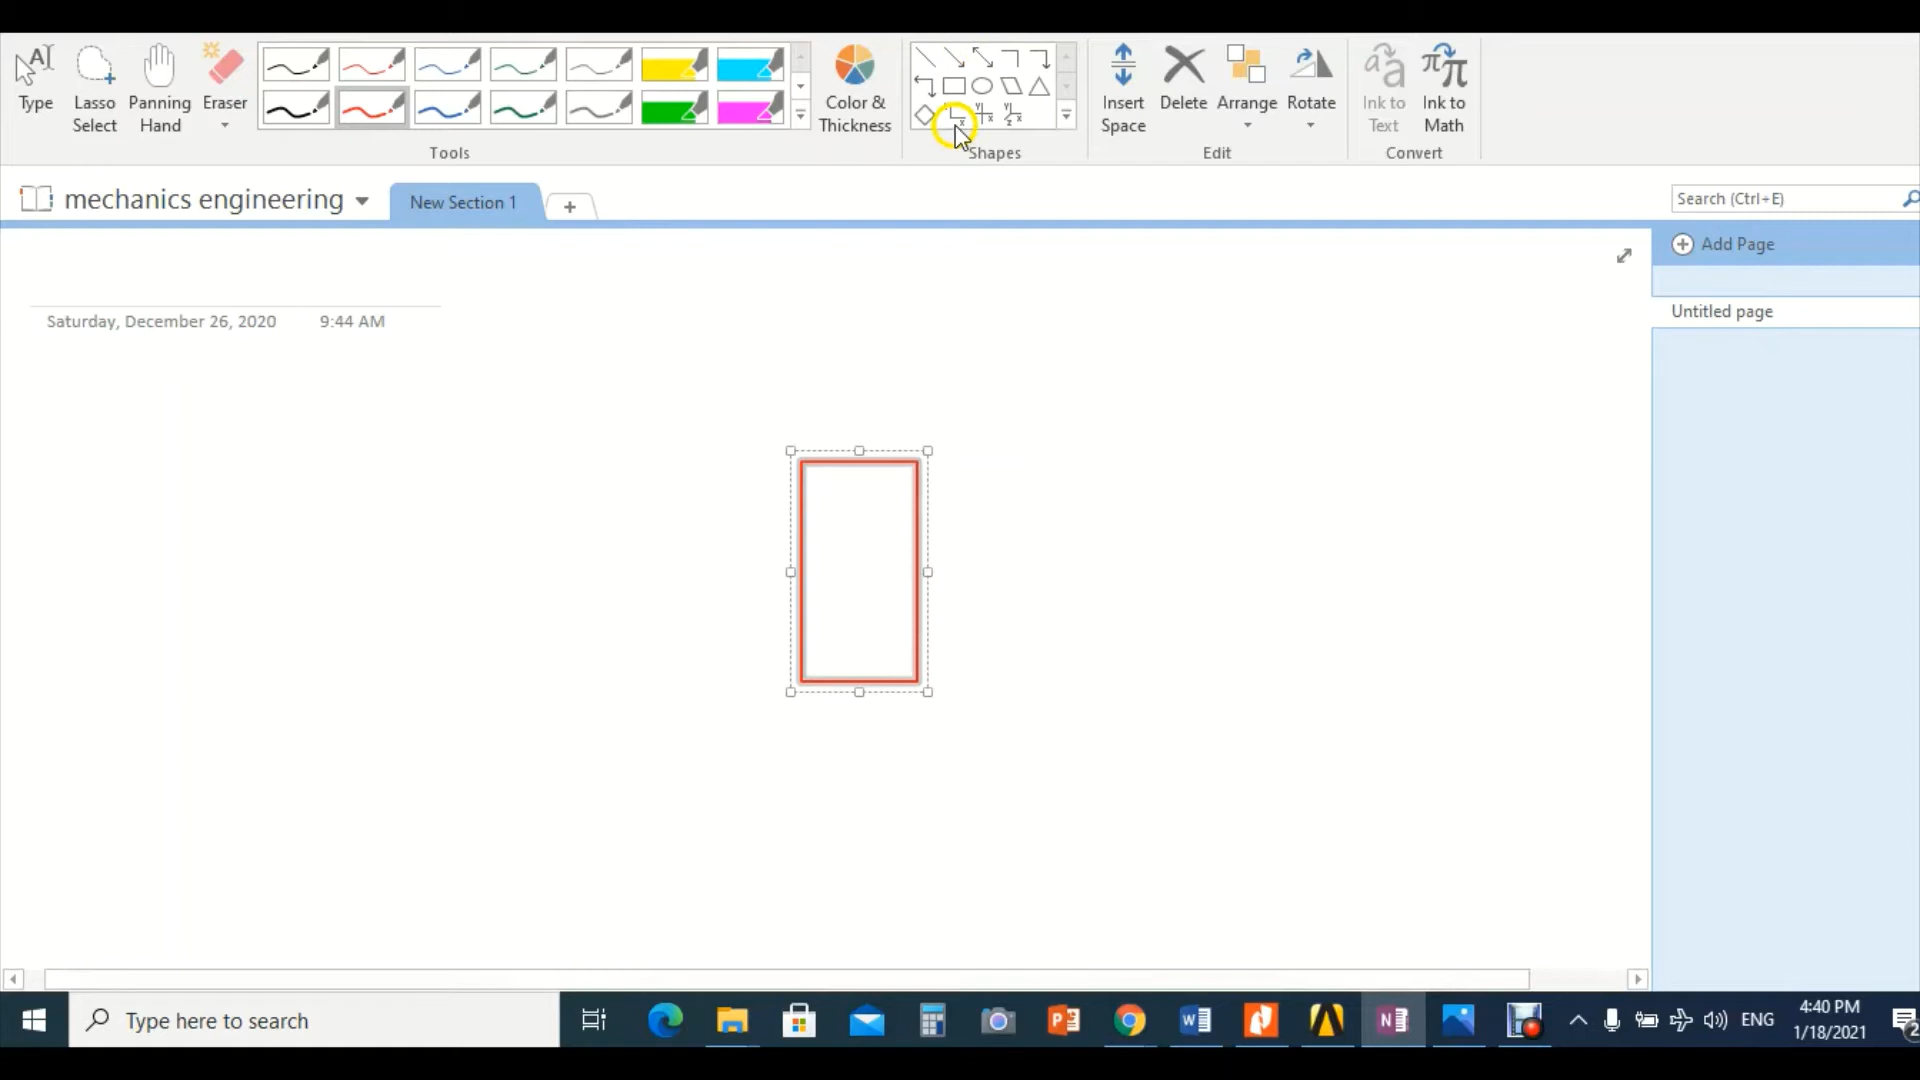 Type
Lasso Select
Panning Hand
Eraser
Color & Thickness
Insert Space
Delete
Arrange
Rotate
Ink to Text
Ink to Math
Tools
Shapes
Edit
Convert
mechanics engineering
New Section 1
Search (Ctrl+E)
Add Page
Saturday, December 26, 2020 9:44 AM
Untitled page
Type here to search
ENG
4:40 PM
1/18/2021
2